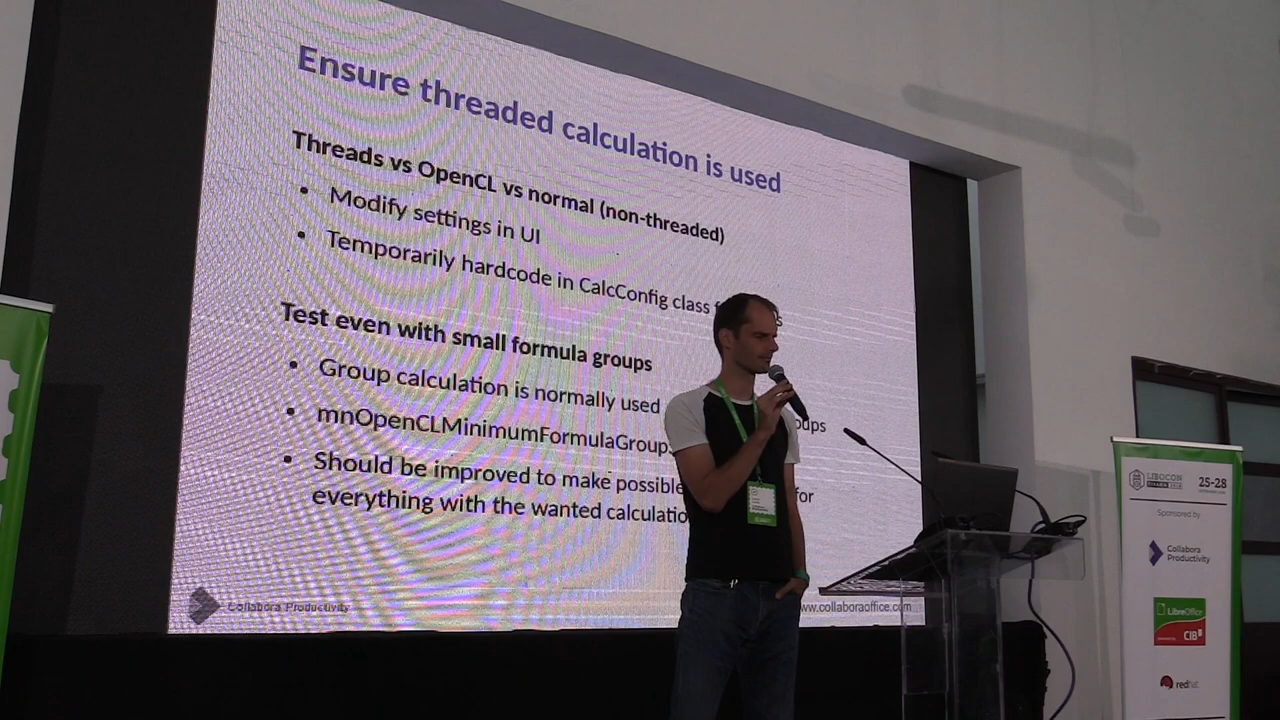 Ensure threaded calculation is used
Threads vs OpenCL vs normal (non-threaded)
• Modify settings in UI
• Temporarily hardcode in CalcConfig class
Test even with small formula groups
• Group calculation is normally used
• mnOpenCLMinimumFormulaGroup
• Should be improved to make possible for
everything with the wanted
Collabora Productivity
www.collaboraoffice.com
LIBOCON
25-28
Sponsored by
Collabora
Productivity
LibreOffice
CIB
redhat